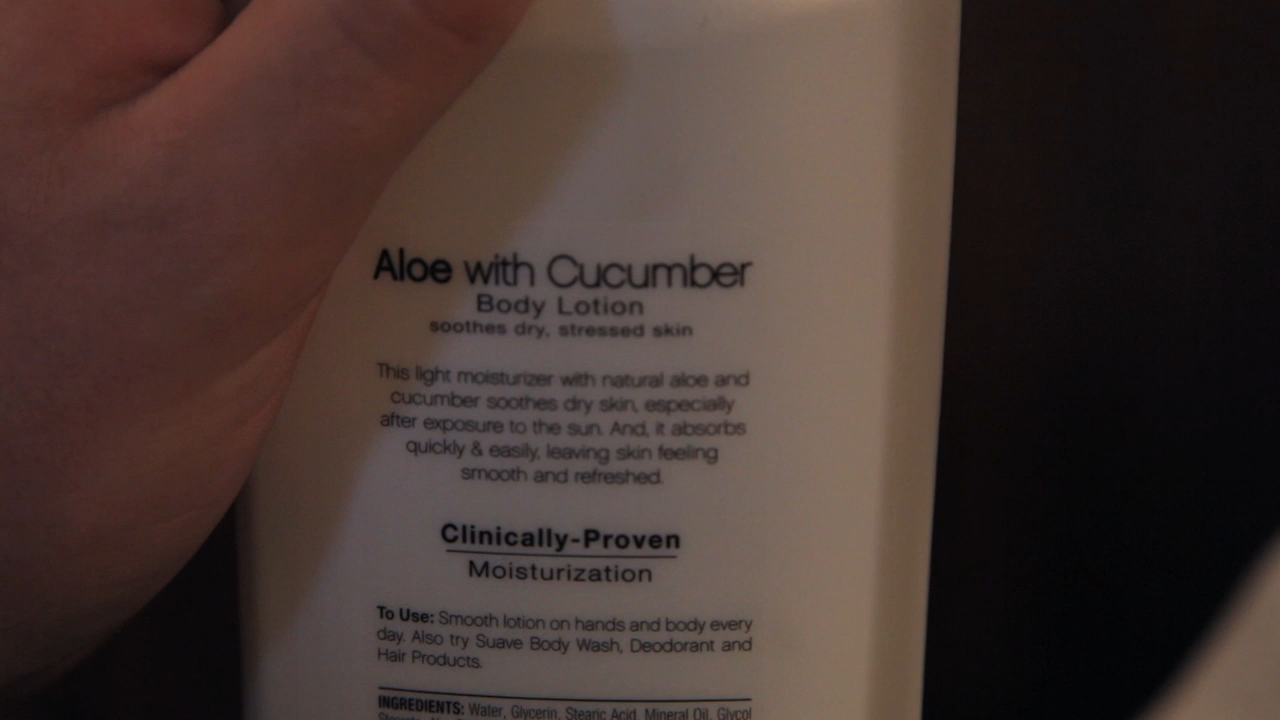 Aloe with Cucumber
Body Lotion
soothes dry, stressed skin
This light moisturizer with natural aloe and
cucumber soothes dry skin, especially
after exposure to the sun. And, it absorbs
quickly & easily, leaving skin feeling
smooth and refreshed.
Clinically-Proven
Moisturization
To Use: Smooth lotion on hands and body every
day. Also try Suave Body Wash, Deodorant and
Hair Products.
INGREDIENTS: Water, Glycerin, Stearic Acid, Mineral Oil, Glycol